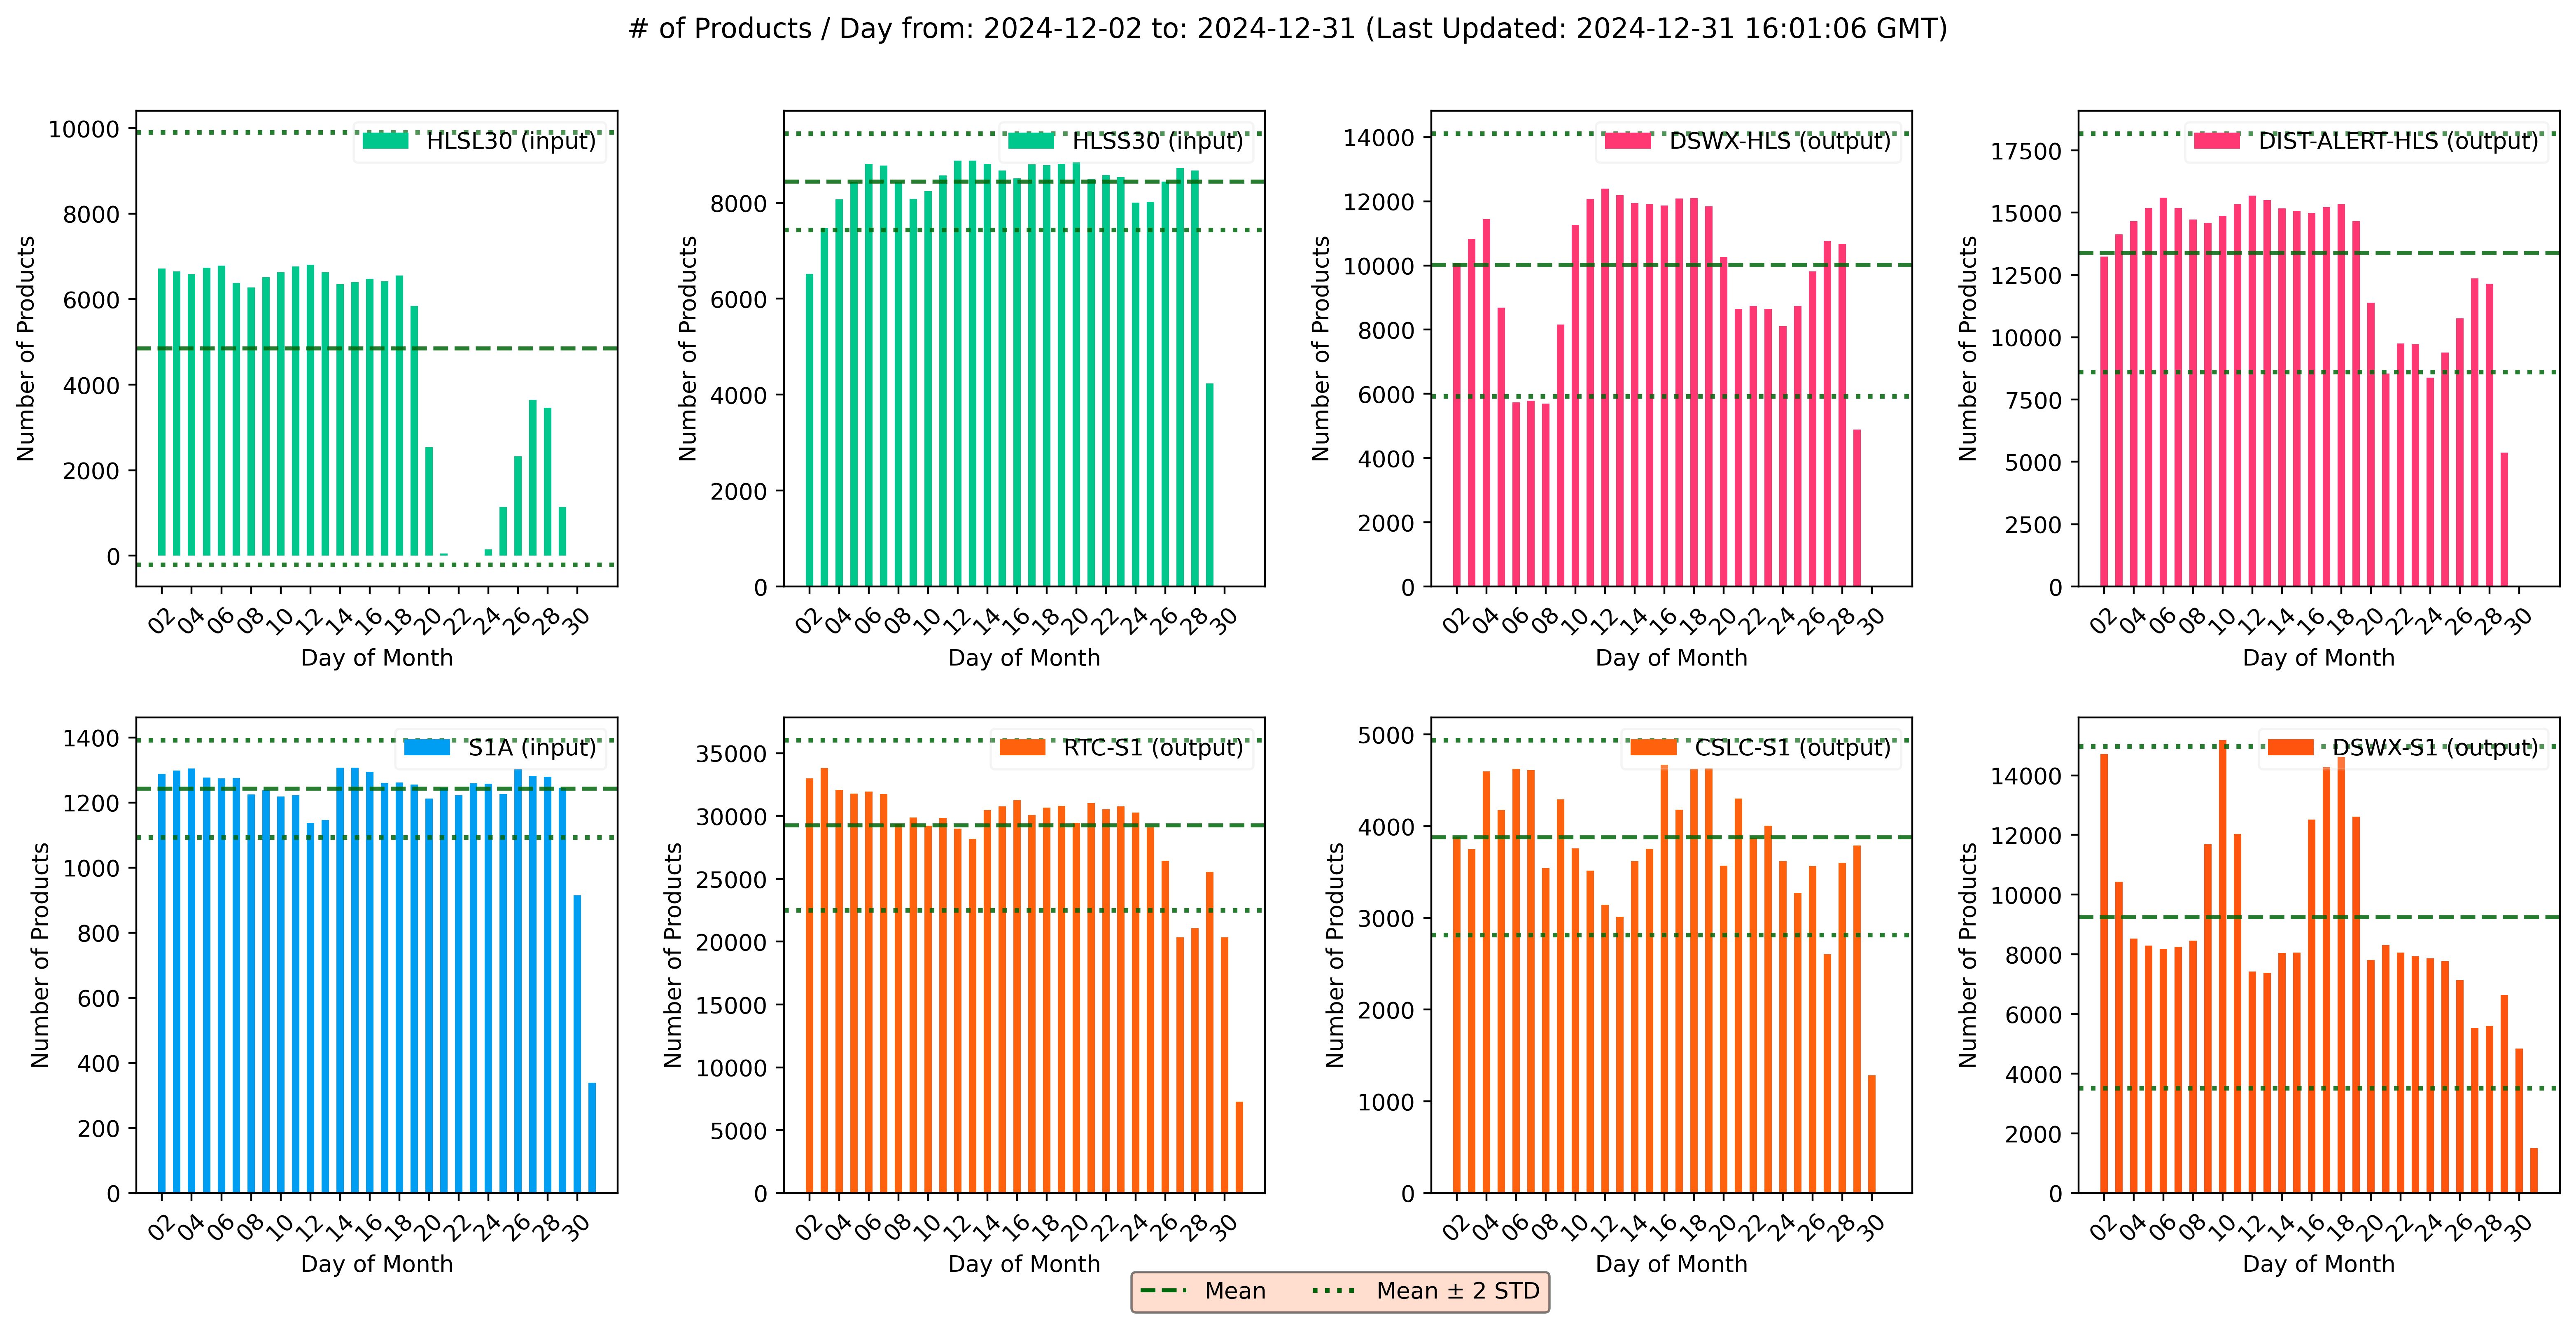 # of Products / Day from: 2024-12-02 to: 2024-12-31 (Last Updated: 2024-12-31 16:01:06 GMT)
HLSL30 (input)
Number of Products
10000
8000
6000
4000
2000
0
02 04 06 08 10 12 14 16 18 20 22 24 26 28 30
Day of Month
HLSS30 (input)
Number of Products
8000
6000
4000
2000
0
02 04 06 08 10 12 14 16 18 20 22 24 26 28 30
Day of Month
DSWX-HLS (output)
Number of Products
14000
12000
10000
8000
6000
4000
2000
0
02 04 06 08 10 12 14 16 18 20 22 24 26 28 30
Day of Month
DIST-ALERT-HLS (output)
Number of Products
17500
15000
12500
10000
7500
5000
2500
0
02 04 06 08 10 12 14 16 18 20 22 24 26 28 30
Day of Month
S1A (input)
Number of Products
1400
1200
1000
800
600
400
200
0
02 04 06 08 10 12 14 16 18 20 22 24 26 28 30
Day of Month
RTC-S1 (output)
Number of Products
35000
30000
25000
20000
15000
10000
5000
0
02 04 06 08 10 12 14 16 18 20 22 24 26 28 30
Day of Month
CSLC-S1 (output)
Number of Products
5000
4000
3000
2000
1000
0
02 04 06 08 10 12 14 16 18 20 22 24 26 28 30
Day of Month
DSWX-S1 (output)
Number of Products
14000
12000
10000
8000
6000
4000
2000
0
02 04 06 08 10 12 14 16 18 20 22 24 26 28 30
Day of Month
Mean
Mean ± 2 STD